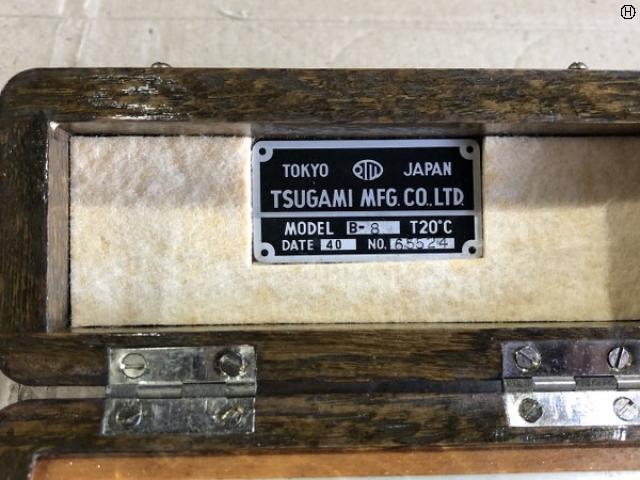 H
TOKYO JAPAN
TSUGAMI MFG. CO., LTD.
MODEL B-8 T20°C
DATE 40 NO. 65524